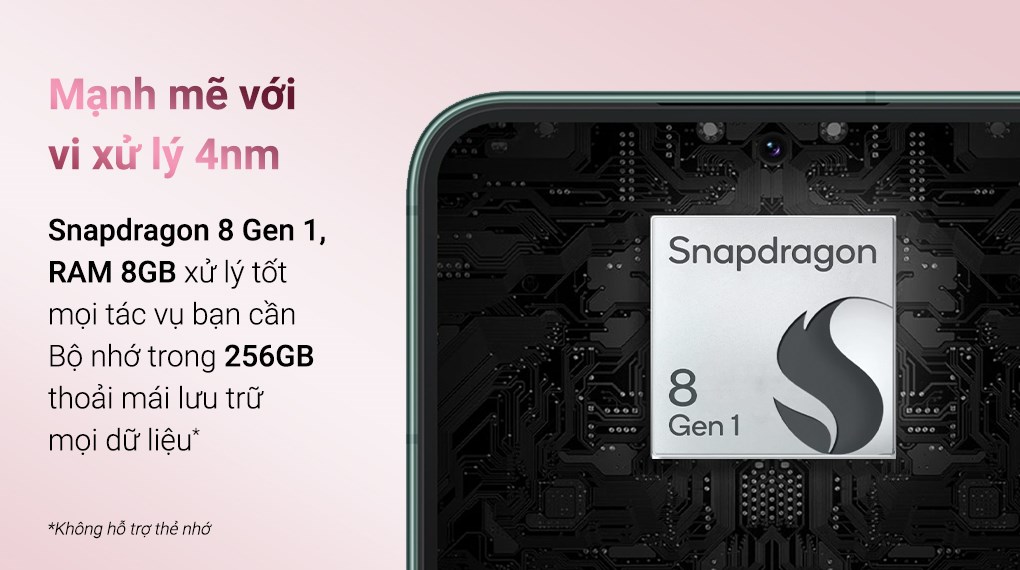 Mạnh mẽ với
vi xử lý 4nm
Snapdragon 8 Gen 1,
RAM 8GB xử lý tốt
mọi tác vụ bạn cần
Bộ nhớ trong 256GB
thoải mái lưu trữ
mọi dữ liệu*
*Không hỗ trợ thẻ nhớ
Snapdragon
8
Gen 1